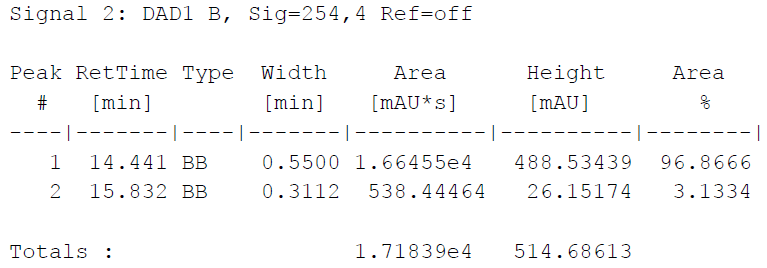 Signal 2: DAD1 B, Sig=254,4 Ref=off
Peak RetTime Type  Width     Area      Height     Area
  #   [min]        [min]   [mAU*s]     [mAU]        %
----|-------|----|-------|----------|----------|--------|
   1  14.441 BB    0.5500 1.66455e4   488.53439  96.8666
   2  15.832 BB    0.3112  538.44464   26.15174   3.1334
Totals :                  1.71839e4   514.68613